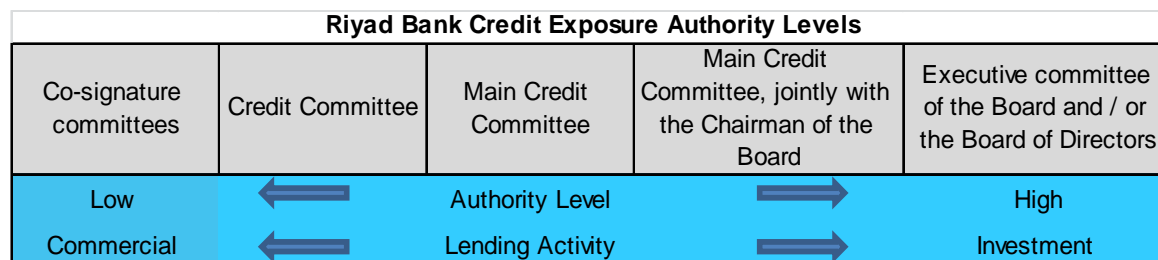 Riyad Bank Credit Exposure Authority Levels
Co-signature
committees
Credit Committee
Main Credit
Committee
Main Credit
Committee, jointly with
the Chairman of the
Board
Executive committee
of the Board and / or
the Board of Directors
Low
Authority Level
High
Commercial
Lending Activity
Investment